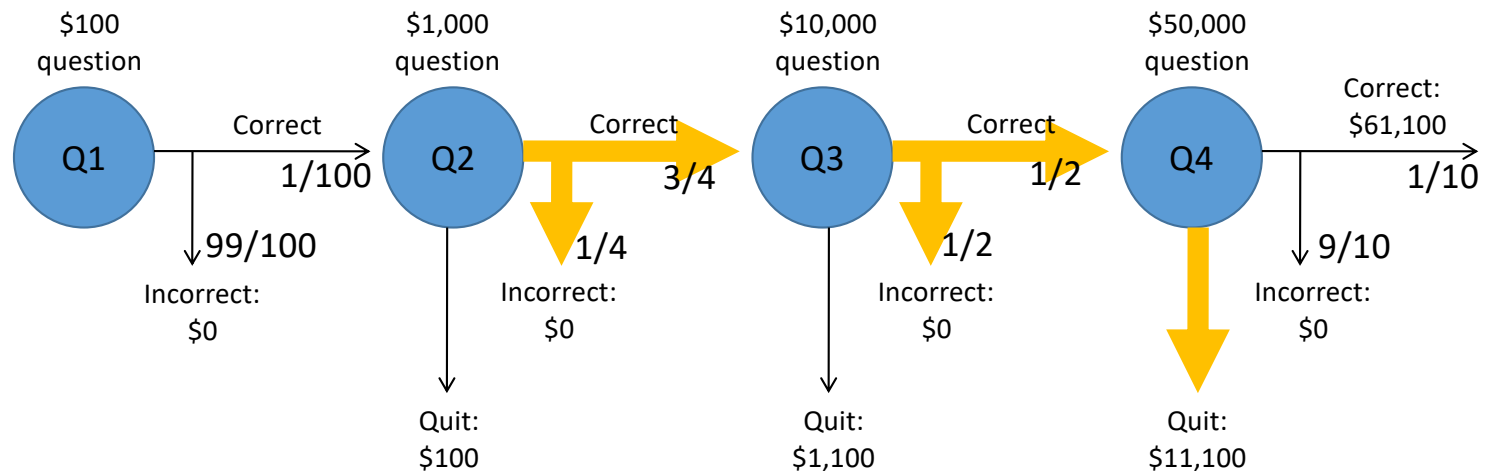 $100
question
$1,000
question
$10,000
question
$50,000
question
Q1
Correct
1/100
99/100
Incorrect:
$0
Q2
Correct
3/4
1/4
Incorrect:
$0
Quit:
$100
Q3
Correct
1/2
1/2
Incorrect:
$0
Quit:
$1,100
Q4
Correct:
$61,100
1/10
9/10
Incorrect:
$0
Quit:
$11,100